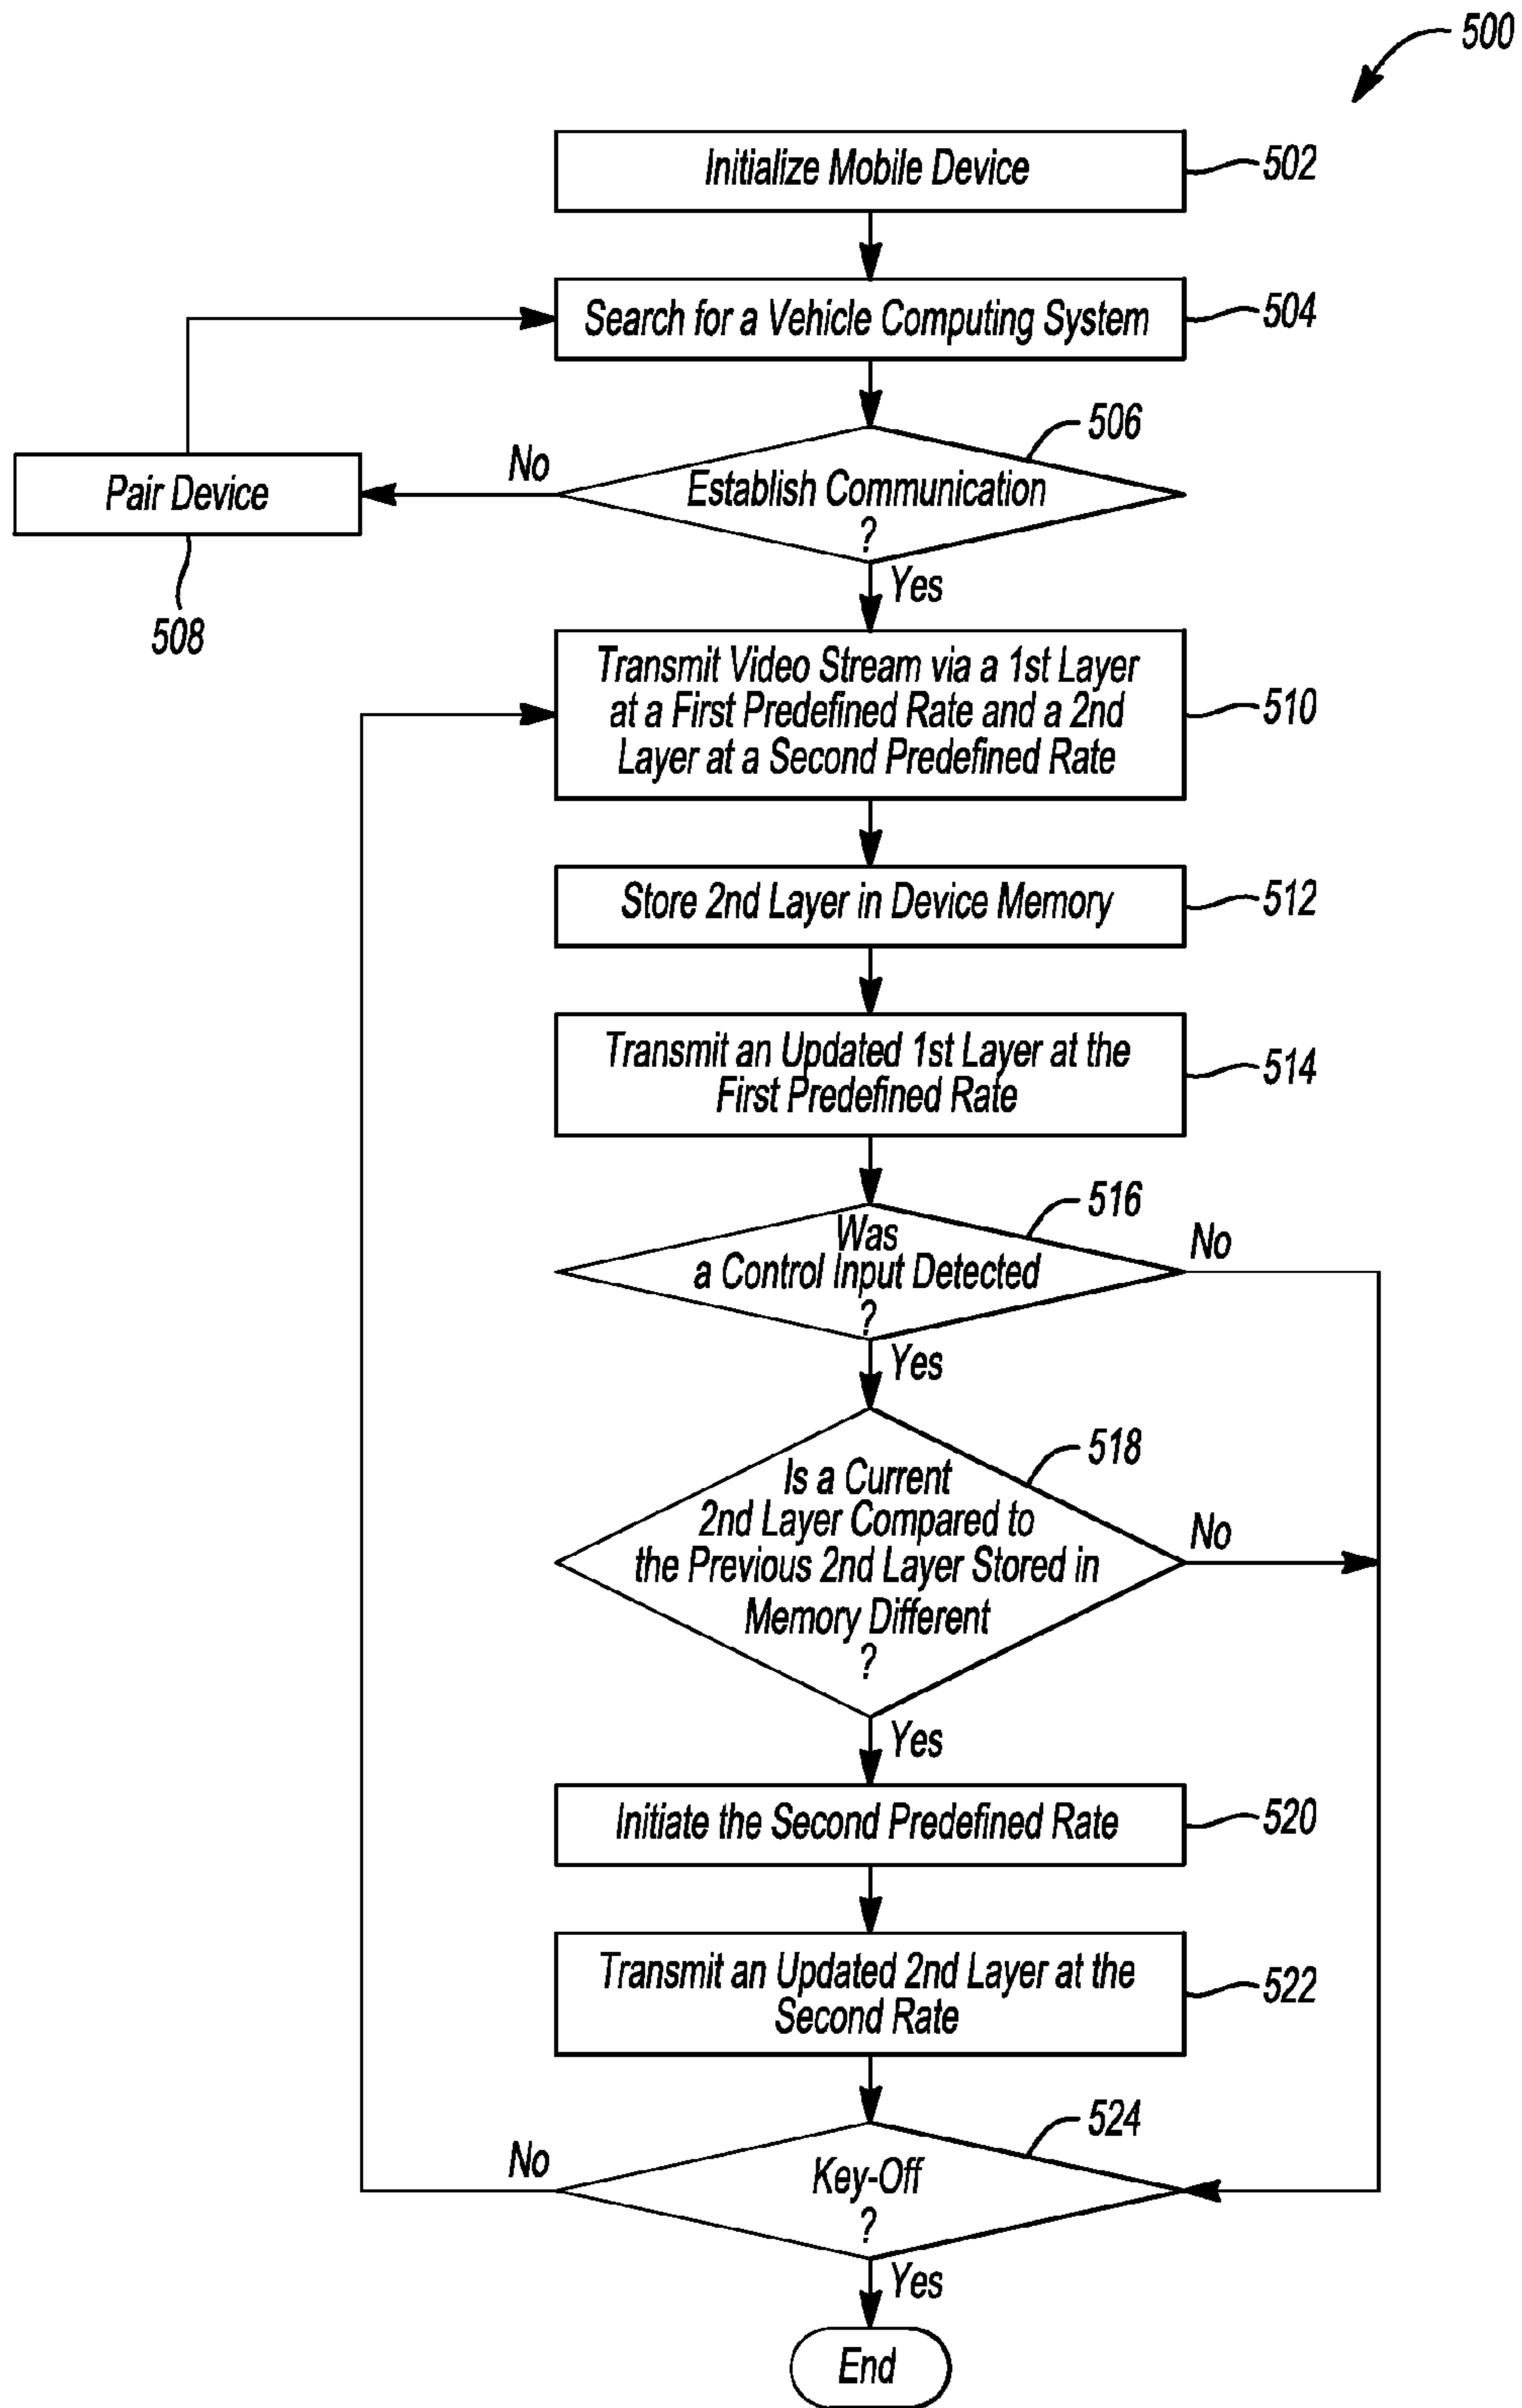 500
Initialize Mobile Device
502
Search for a Vehicle Computing System
504
506
Establish Communication
?
No
Pair Device
508
Yes
Transmit Video Stream via a 1st Layer
at a First Predefined Rate and a 2nd
Layer at a Second Predefined Rate
510
Store 2nd Layer in Device Memory
512
Transmit an Updated 1st Layer at the
First Predefined Rate
514
516
Was
a Control Input Detected
?
No
Yes
518
Is a Current
2nd Layer Compared to
the Previous 2nd Layer Stored in
Memory Different
?
No
Yes
Initiate the Second Predefined Rate
520
Transmit an Updated 2nd Layer at the
Second Rate
522
524
No
Key-Off
?
Yes
End